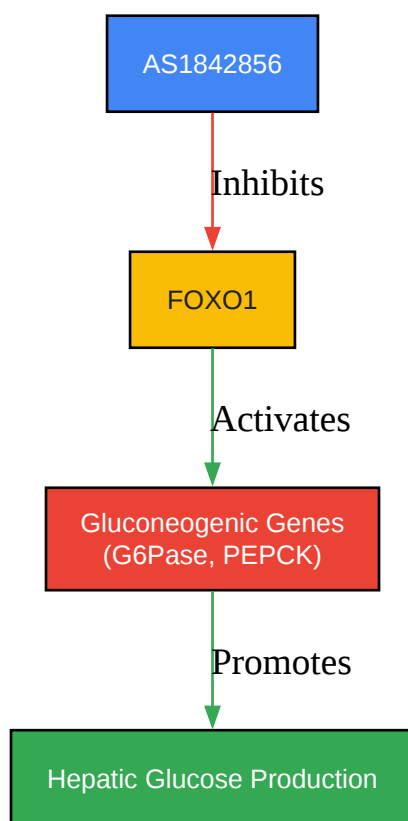 AS1842856
Inhibits
FOXO1
Activates
Gluconeogenic Genes
(G6Pase, PEPCK)
Promotes
Hepatic Glucose Production